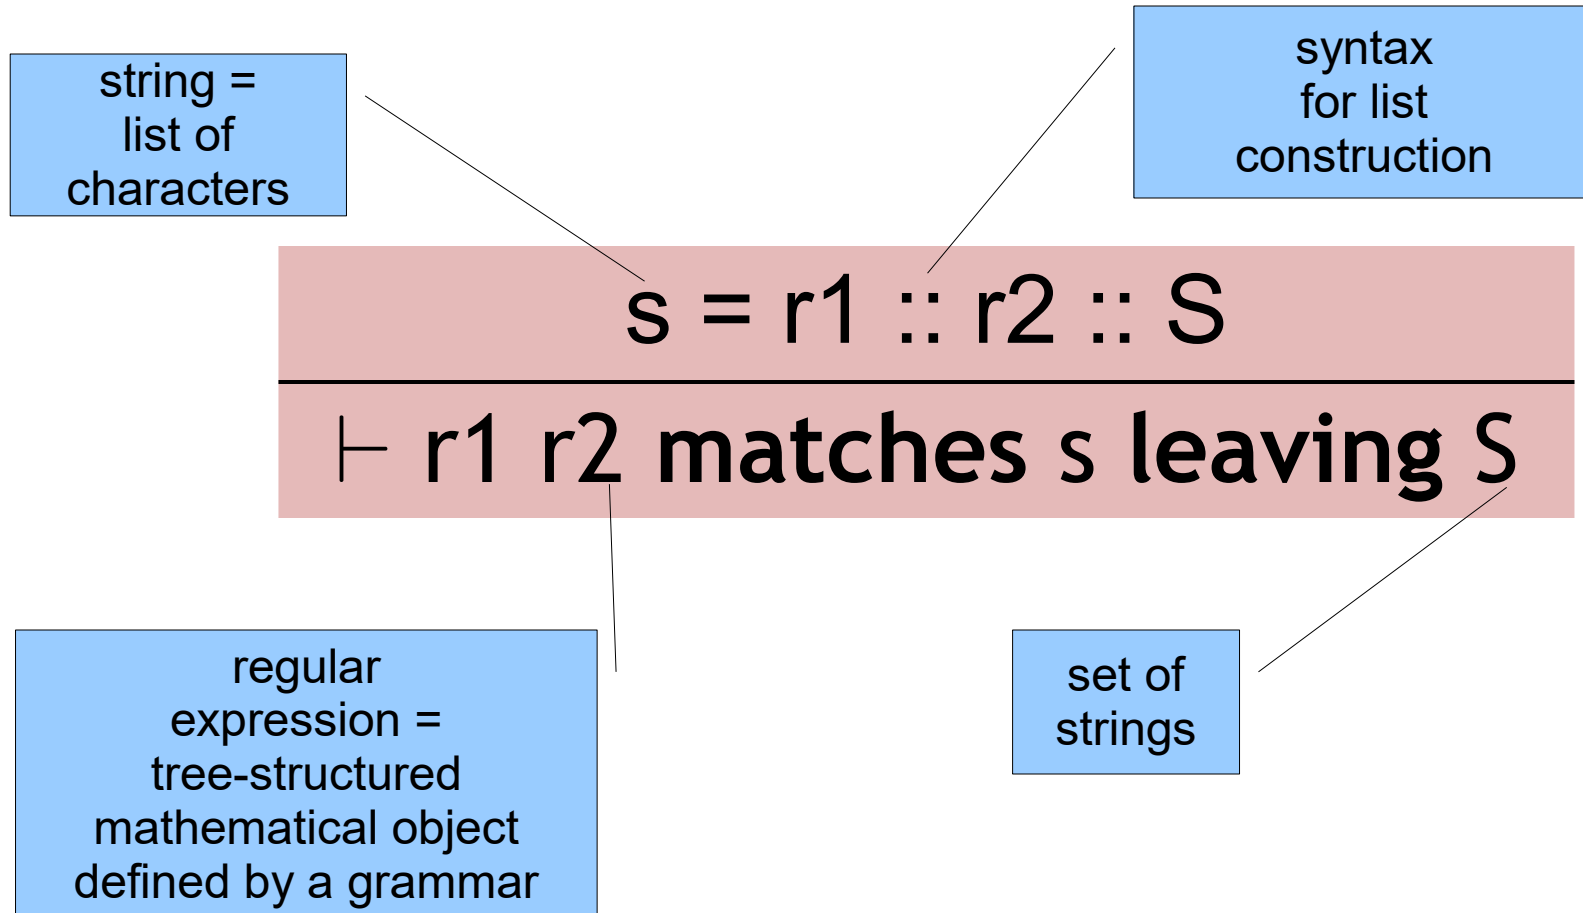 string =
list of
characters
syntax
for list
construction
s = r1 :: r2 :: S
⊢ r1 r2 matches s leaving S
regular
expression =
tree-structured
mathematical object
defined by a grammar
set of
strings